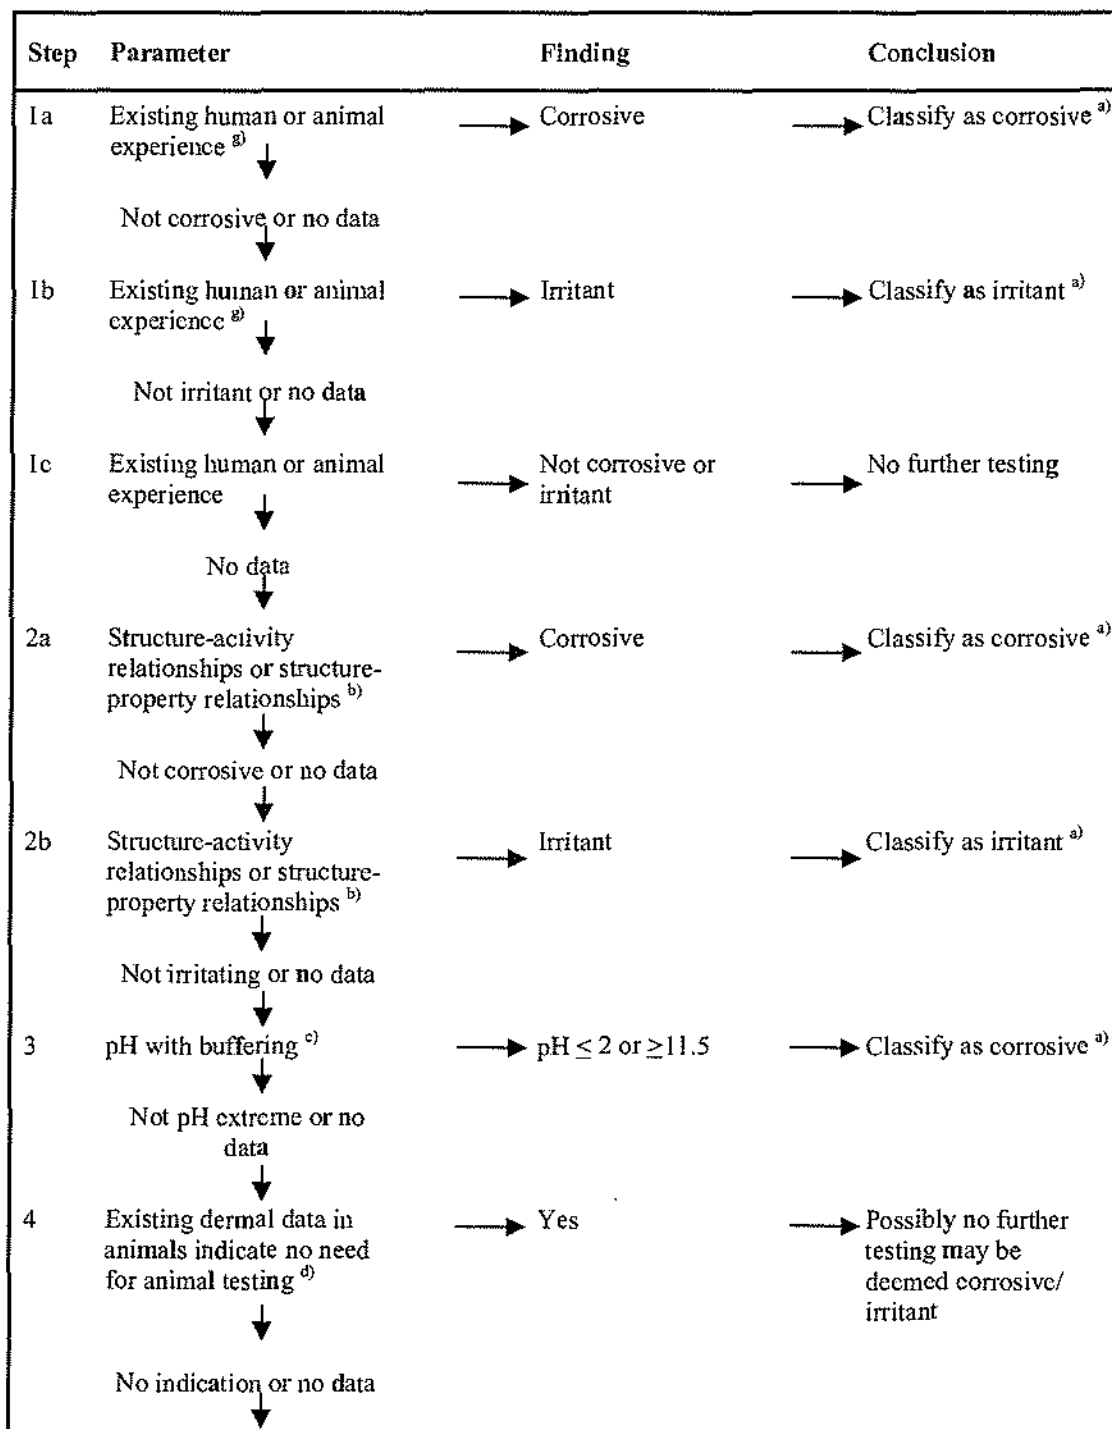 Step Parameter Finding Conclusion
1a Existing human or animal Corrosive Classify as corrosive a)
experience g)
Not corrosive or no data
1b Existing human or animal Irritant Classify as irritant a)
experience g)
Not irritant or no data
1c Existing human or animal Not corrosive or No further testing
experience irritant
No data
2a Structure-activity Corrosive Classify as corrosive a)
relationships or structure-
property relationships b)
Not corrosive or no data
2b Structure-activity Irritant Classify as irritant a)
relationships or structure-
property relationships b)
Not irritating or no data
3 pH with buffering c) pH ≤ 2 or ≥11.5 Classify as corrosive a)
Not pH extreme or no
data
4 Existing dermal data in Yes Possibly no further
animals indicate no need testing may be
for animal testing d) deemed corrosive/
irritant
No indication or no data